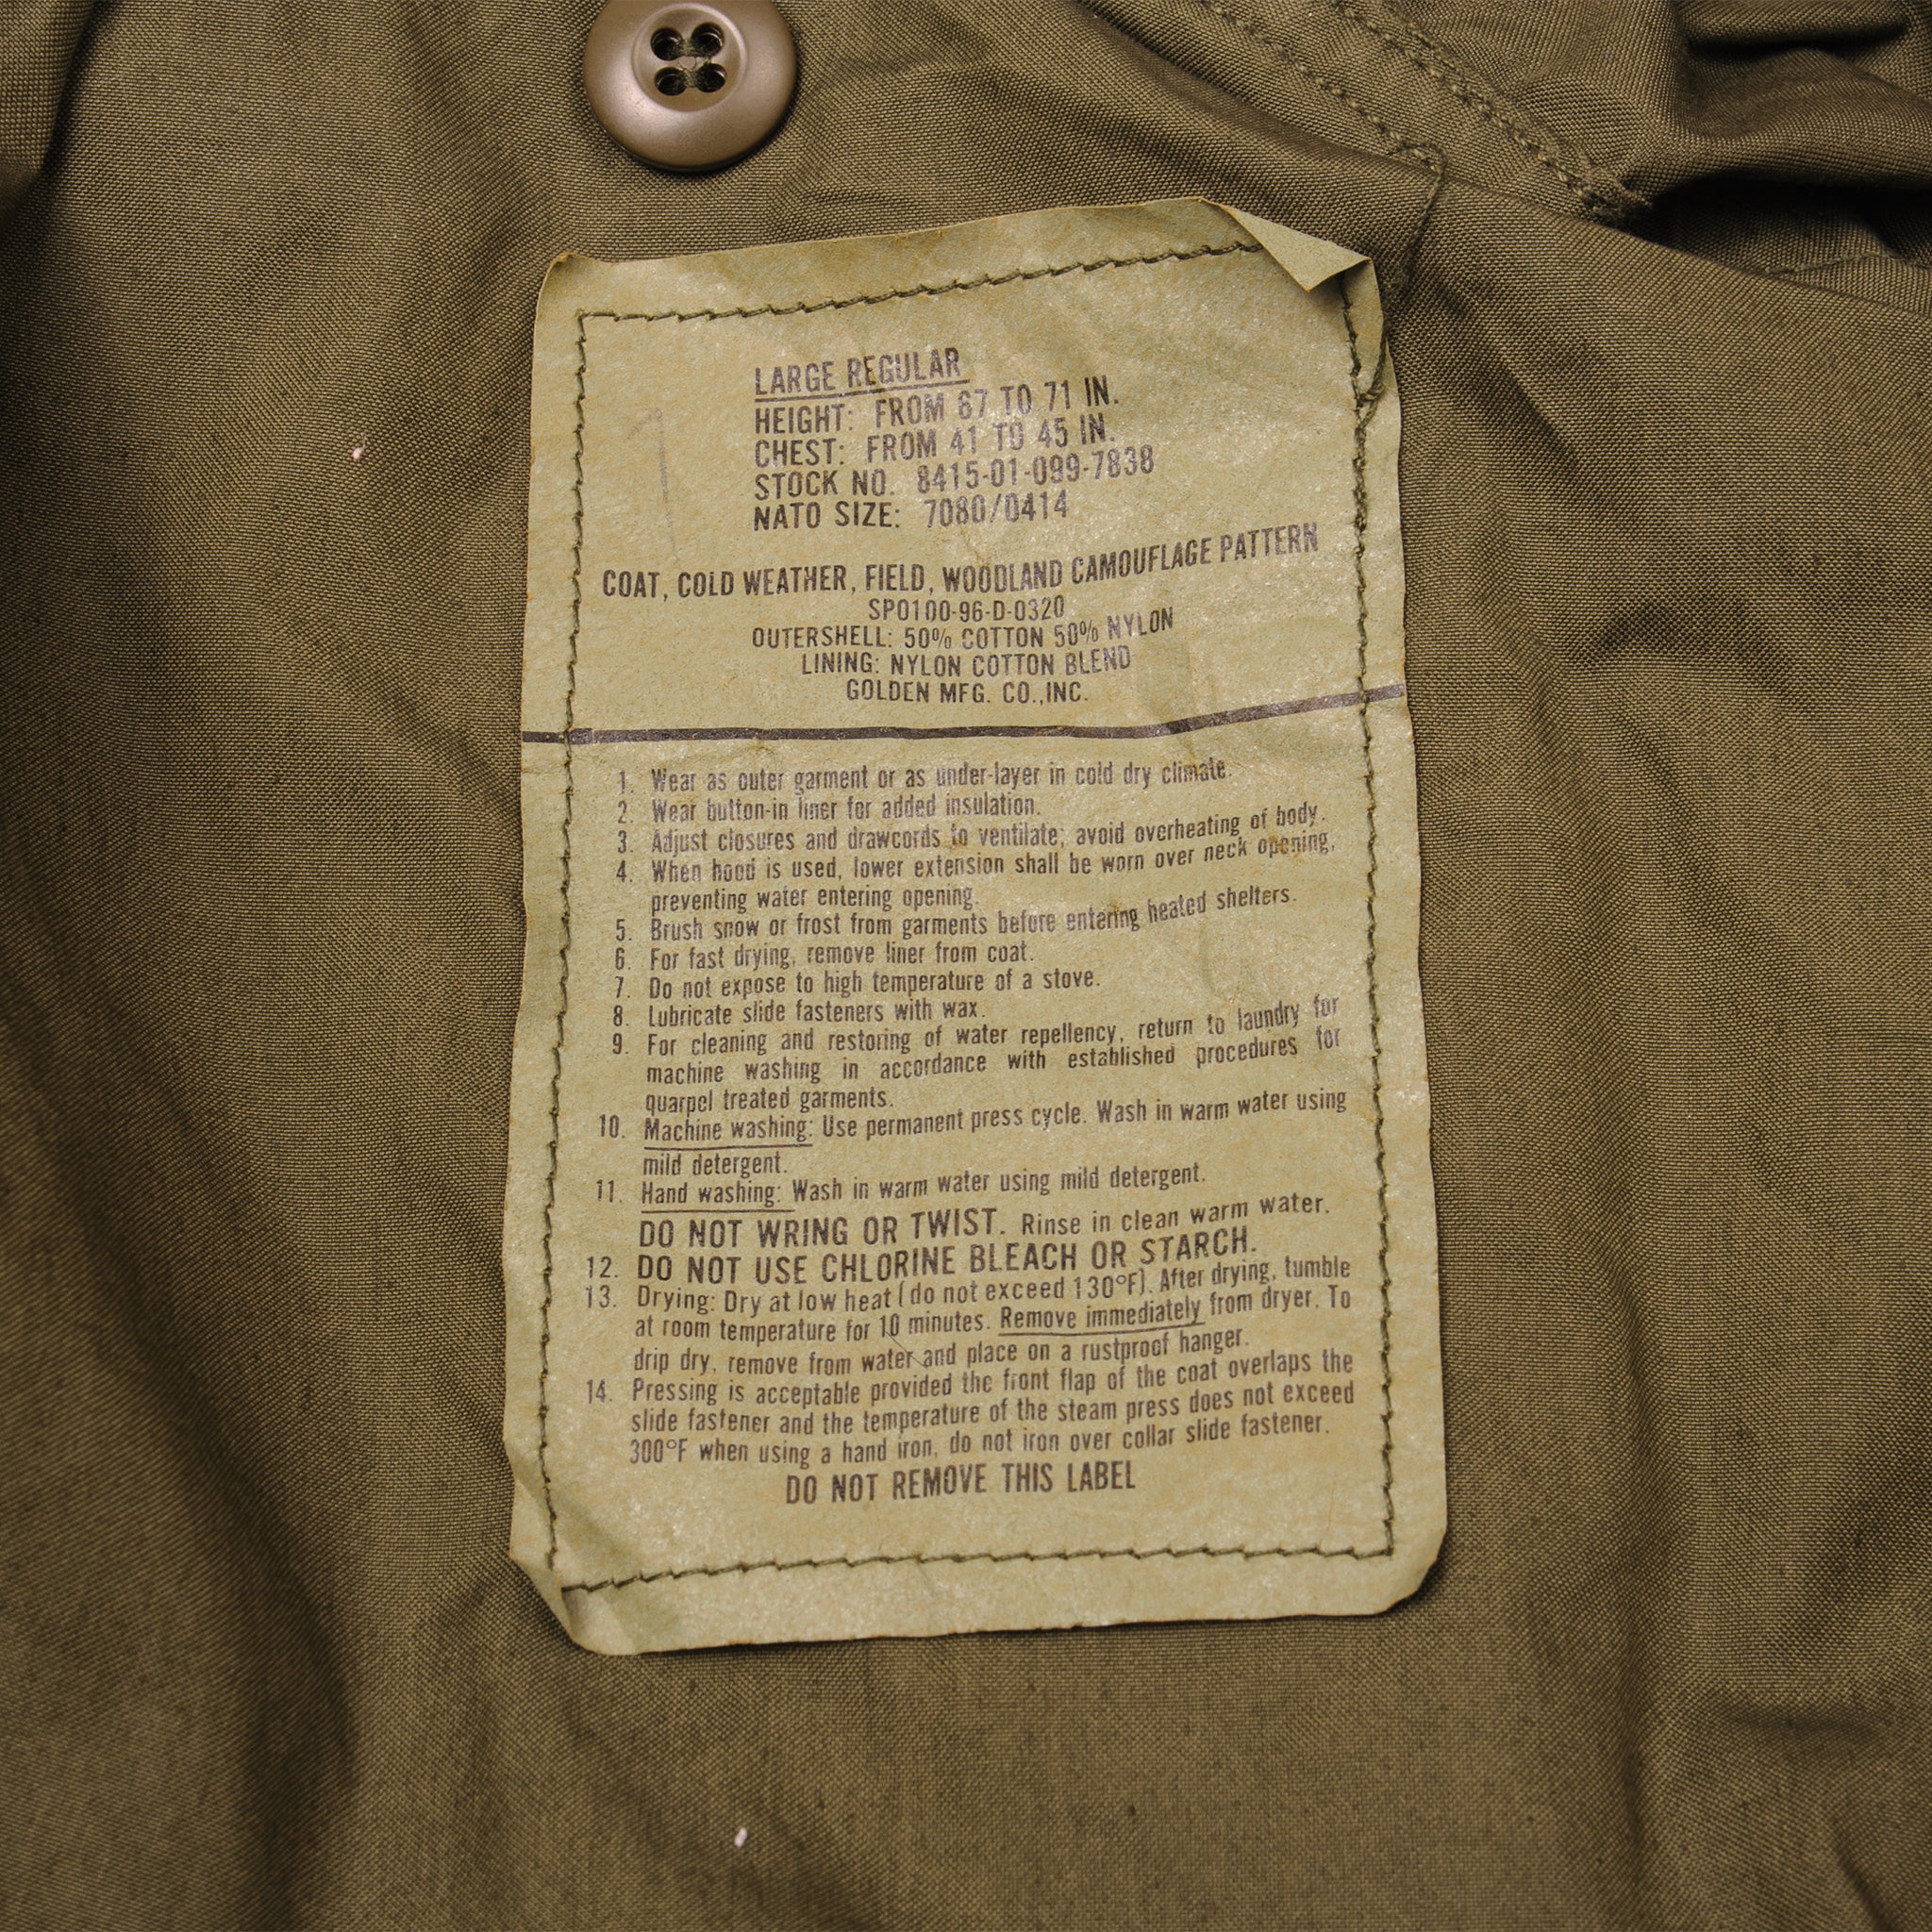 LARGE REGULAR
HEIGHT: FROM 67 TO 71 IN.
CHEST: FROM 41 TO 45 IN.
STOCK NO. 8415-01-099-7838
NATO SIZE: 7080/0414
1
COAT, COLD WEATHER, FIELD, WOODLAND CAMOUFLAGE PATTERN
SPO100-96-D-0320
OUTERSHELL: 50% COTTON 50% NYLON
LINING: NYLON COTTON BLEND
GOLDEN MFG. CO.,INC.
1. Wear as outer garment or as under-layer in cold dry climate.
2. Wear button-in liner for added insulation.
3. Adjust closures and drawcords to ventilate; avoid overheating of body.
4. When hood is used, lower extension shall be worn over neck opening,
preventing water entering opening.
5. Brush snow or frost from garments before entering heated shelters.
6. For fast drying, remove liner from coat.
7. Do not expose to high temperature of a stove.
8. Lubricate slide fasteners with wax.
9. For cleaning and restoring of water repellency, return to laundry for
machine washing in accordance with established procedures for
quarpel treated garments.
10. Machine washing: Use permanent press cycle. Wash in warm water using
mild detergent.
11. Hand washing: Wash in warm water using mild detergent.
DO NOT WRING OR TWIST. Rinse in clean warm water.
12. DO NOT USE CHLORINE BLEACH OR STARCH.
13. Drying: Dry at low heat (do not exceed 130°F). After drying, tumble
at room temperature for 10 minutes. Remove immediately from dryer. To
drip dry, remove from water and place on a rustproof hanger.
14. Pressing is acceptable provided the front flap of the coat overlaps the
slide fastener and the temperature of the steam press does not exceed
300°F when using a hand iron, do not iron over collar slide fastener.
DO NOT REMOVE THIS LABEL